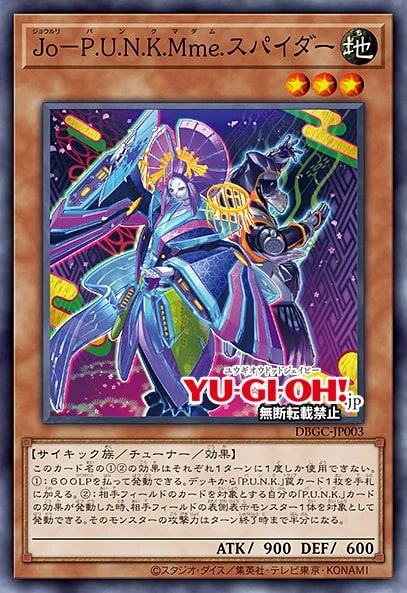 ジョウルリ パンク マダム
Jo－P.U.N.K.Mme.スパイダー
地
ユウギオウドットジェイピー
YU-GI-OH!.jp
無断転載禁止
DBGC-JP003
【サイキック族／チューナー／効果】
このカード名の①②の効果はそれぞれ1ターンに1度しか使用できない。
①：600LPを払って発動できる。デッキから「P.U.N.K.」罠カード1枚を手札
に加える。②：相手フィールドのカードを対象とする自分の「P.U.N.K.」カード
の効果が発動した時、相手フィールドの表側表示モンスター1体を対象として
発動できる。そのモンスターの攻撃力はターン終了時まで半分になる。
ATK/ 900 DEF/ 600
©スタジオ・ダイス／集英社・テレビ東京・KONAMI